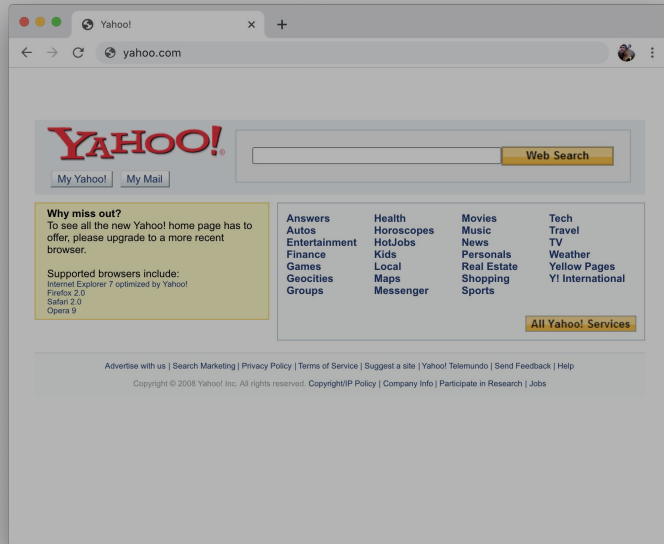 Yahoo!
yahoo.com
YAHOO!
Web Search
My Yahoo! My Mail
Why miss out?
To see all the new Yahoo! home page has to
offer, please upgrade to a more recent
browser.
Supported browsers include:
Internet Explorer 7 optimized by Yahoo!
Firefox 2.0
Safari 2.0
Opera 9
Answers Health Movies Tech
Autos Horoscopes Music Travel
Entertainment HotJobs News TV
Finance Kids Personals Weather
Games Local Real Estate Yellow Pages
Geocities Maps Shopping Y! International
Groups Messenger Sports
All Yahoo! Services
Advertise with us | Search Marketing | Privacy Policy | Terms of Service | Suggest a site | Yahoo! Telemundo | Send Feedback | Help
Copyright © 2008 Yahoo! Inc. All rights reserved. Copyright/IP Policy | Company Info | Participate in Research | Jobs